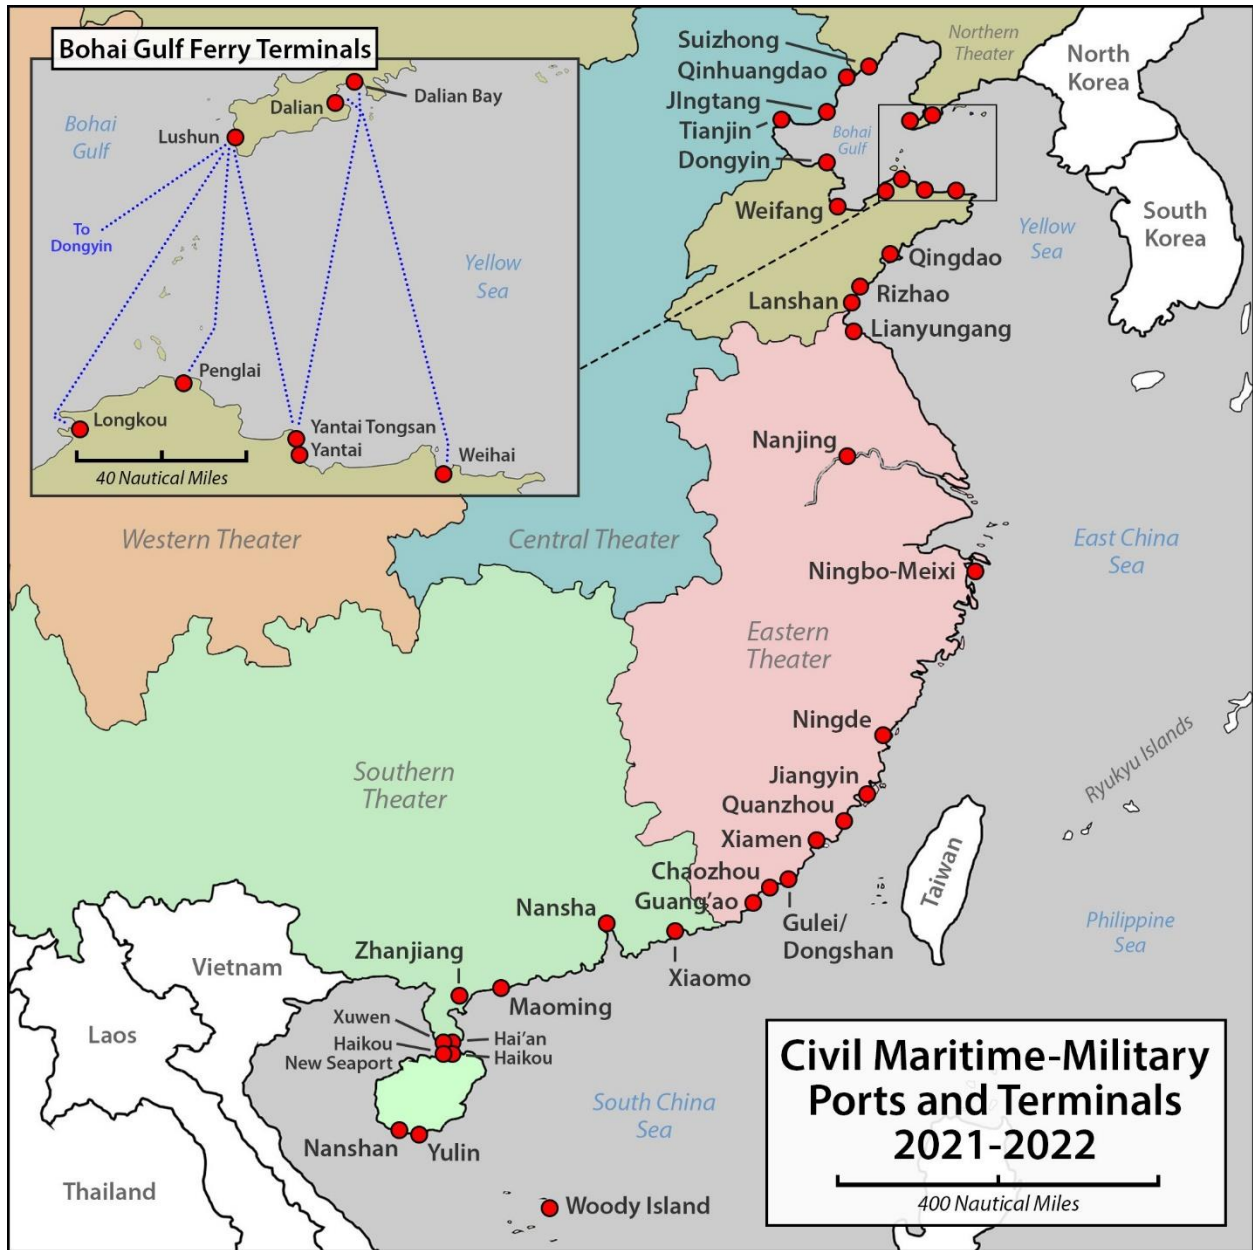 Bohai Gulf Ferry Terminals
Bohai
Gulf
Dalian
Dalian Bay
Lushun
To
Dongyin
Yellow
Sea
Penglai
Longkou
Yantai Tongsan
Yantai
Weihai
40 Nautical Miles
Suizhong
Qinhuangdao
JIngtang
Tianjin
Dongyin
Weifang
Bohai
Gulf
Northern
Theater
North
Korea
South
Korea
Yellow
Sea
Qingdao
Rizhao
Lanshan
Lianyungang
Nanjing
Western Theater
Central Theater
East China
Sea
Ningbo-Meixi
Eastern
Theater
Ningde
Jiangyin
Quanzhou
Xiamen
Chaozhou
Guang'ao
Gulei/
Dongshan
Ryukyu Islands
Taiwan
Philippine
Sea
Southern
Theater
Nansha
Xiaomo
Zhanjiang
Maoming
Vietnam
Laos
Thailand
Xuwen
Haikou
New Seaport
Hai'an
Haikou
Nanshan
Yulin
South China
Sea
Woody Island
Civil Maritime-Military
Ports and Terminals
2021-2022
400 Nautical Miles